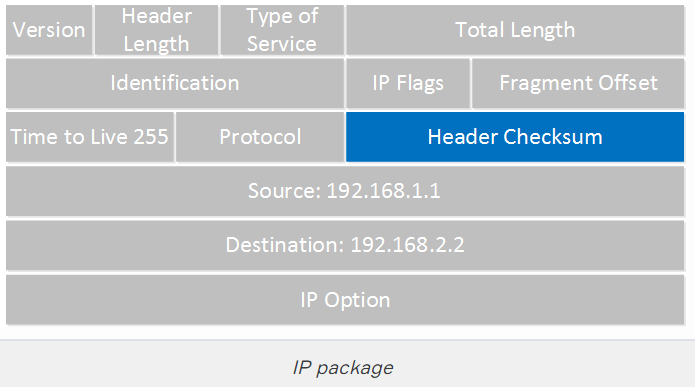 Version
Header
Length
Type of
Service
Total Length
Identification
IP Flags
Fragment Offset
Time to Live 255
Protocol
Header Checksum
Source: 192.168.1.1
Destination: 192.168.2.2
IP Option
IP package